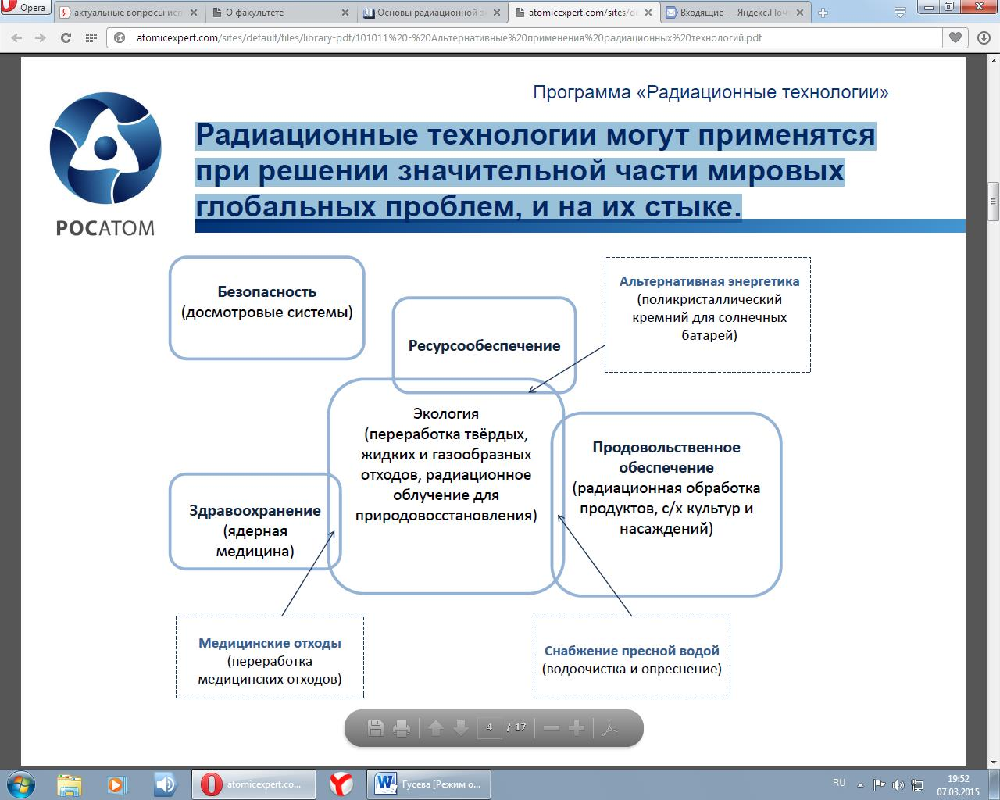 Opera
актуальные вопросы исп
О факультете
Основы радиационной э
atomicexpert.com/sites/de
Входящие — Яндекс.Почт
atomicexpert.com/sites/default/files/library-pdf/101011%20-%20Альтернативные%20применения%20радиационных%20технологий.pdf
Программа «Радиационные технологии»
Радиационные технологии могут применятся
при решении значительной части мировых
глобальных проблем, и на их стыке.
РОСАТОМ
Безопасность
(досмотровые системы)
Ресурсообеспечение
Альтернативная энергетика
(поликристаллический
кремний для солнечных
батарей)
Экология
(переработка твёрдых,
жидких и газообразных
отходов, радиационное
облучение для
природовосстановления)
Продовольственное
обеспечение
(радиационная обработка
продуктов, с/х культур и
насаждений)
Здравоохранение
(ядерная
медицина)
Медицинские отходы
(переработка
медицинских отходов)
Снабжение пресной водой
(водоочистка и опреснение)
4 / 17
atomicexpert.co...
Гусева [Режим о...
RU
19:52
07.03.2015